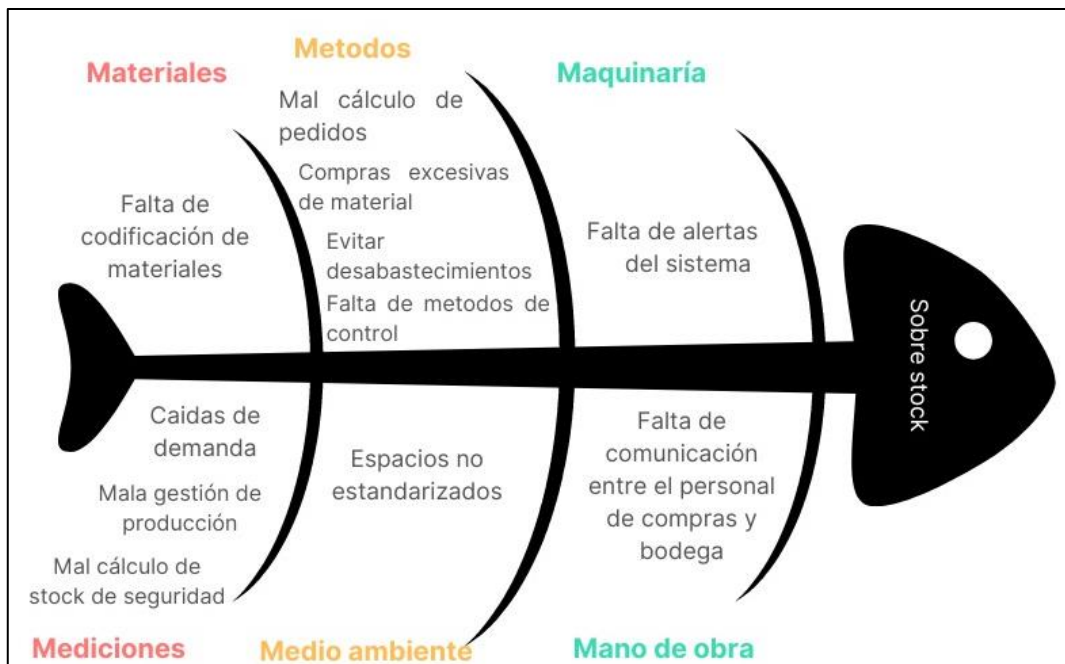 Materiales
Metodos
Maquinaría
Mal cálculo de
pedidos
Compras excesivas
de material
Evitar
desabastecimientos
Falta de metodos de
control
Falta de
codificación de
materiales
Falta de alertas
del sistema
Sobre stock
Caidas de
demanda
Mala gestión de
producción
Mal cálculo de
stock de seguridad
Espacios no
estandarizados
Falta de
comunicación
entre el personal
de compras y
bodega
Mediciones
Medio ambiente
Mano de obra